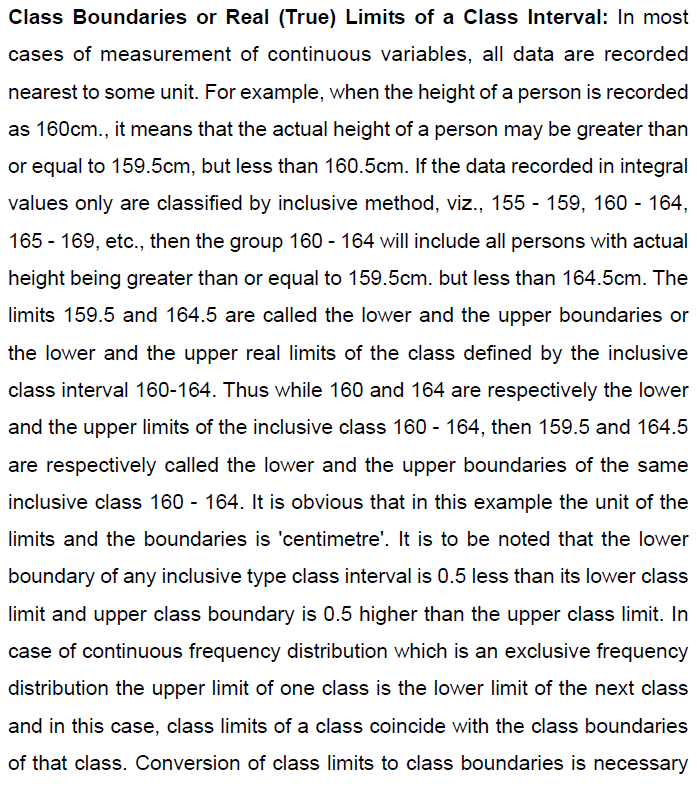 Class Boundaries or Real (True) Limits of a Class Interval: In most
cases of measurement of continuous variables, all data are recorded
nearest to some unit. For example, when the height of a person is recorded
as 160cm., it means that the actual height of a person may be greater than
or equal to 159.5cm, but less than 160.5cm. If the data recorded in integral
values only are classified by inclusive method, viz., 155 - 159, 160 - 164,
165 - 169, etc., then the group 160 - 164 will include all persons with actual
height being greater than or equal to 159.5cm. but less than 164.5cm. The
limits 159.5 and 164.5 are called the lower and the upper boundaries or
the lower and the upper real limits of the class defined by the inclusive
class interval 160-164. Thus while 160 and 164 are respectively the lower
and the upper limits of the inclusive class 160 - 164, then 159.5 and 164.5
are respectively called the lower and the upper boundaries of the same
inclusive class 160 - 164. It is obvious that in this example the unit of the
limits and the boundaries is 'centimetre'. It is to be noted that the lower
boundary of any inclusive type class interval is 0.5 less than its lower class
limit and upper class boundary is 0.5 higher than the upper class limit. In
case of continuous frequency distribution which is an exclusive frequency
distribution the upper limit of one class is the lower limit of the next class
and in this case, class limits of a class coincide with the class boundaries
of that class. Conversion of class limits to class boundaries is necessary